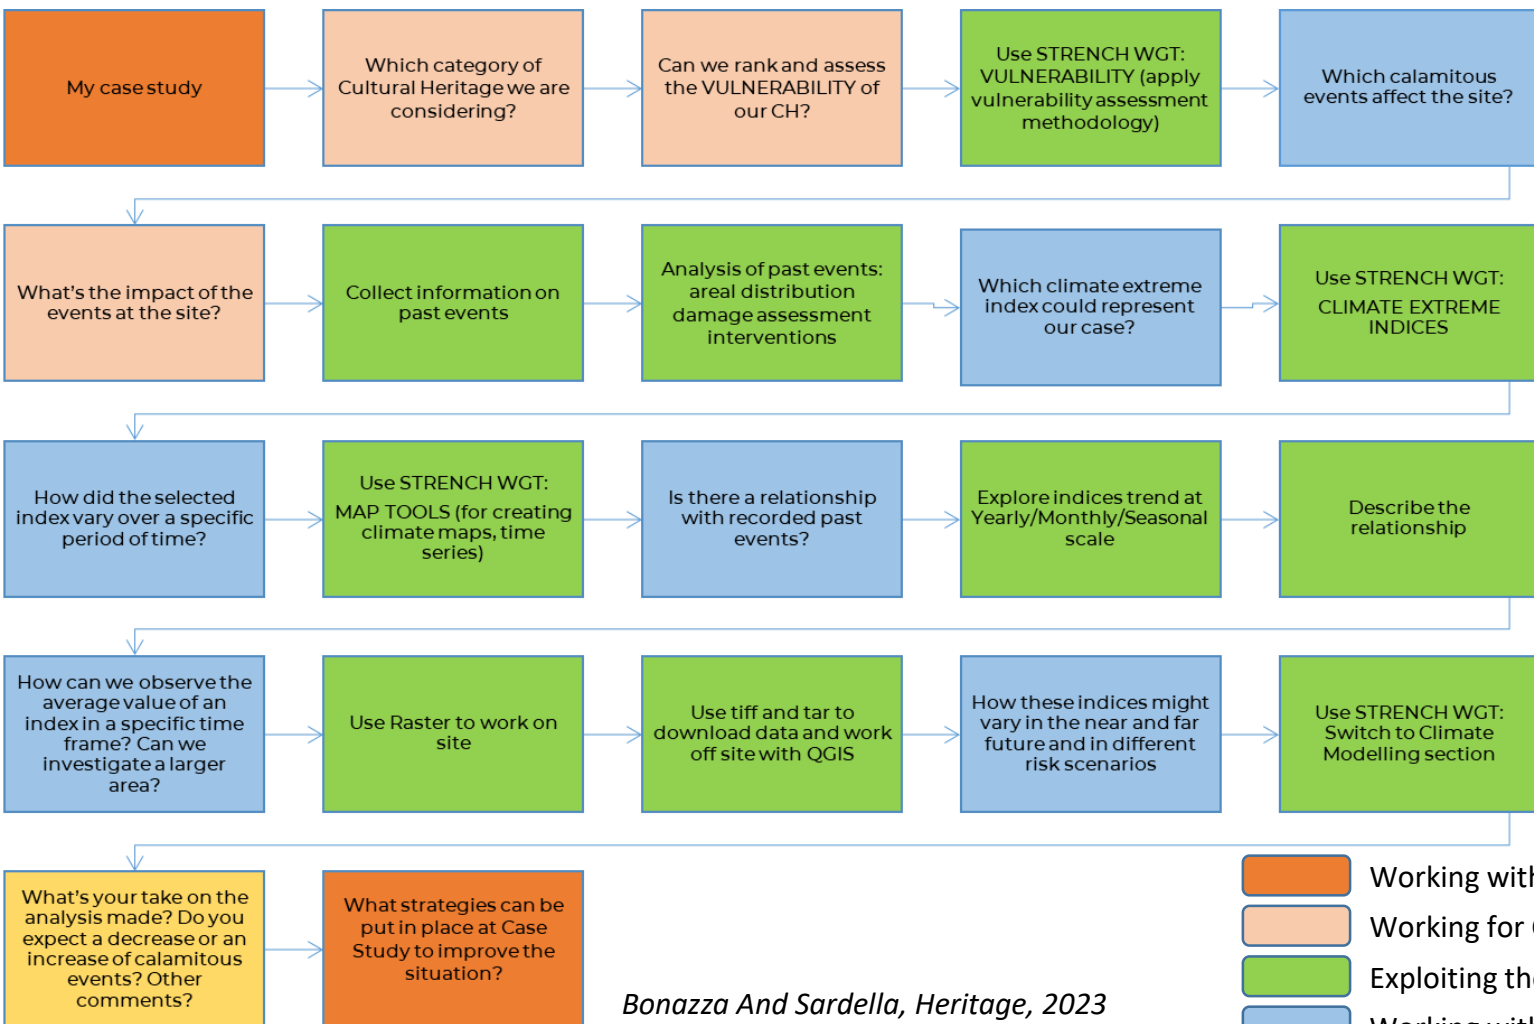 My case study
Which category of
Cultural Heritage we are
considering?
Can we rank and assess
the VULNERABILITY of
our CH?
Use STRENCH WGT:
VULNERABILITY (apply
vulnerability assessment
methodology)
Which calamitous
events affect the site?
What's the impact of the
events at the site?
Collect information on
past events
Analysis of past events:
areal distribution
damage assessment
interventions
Which climate extreme
index could represent
our case?
Use STRENCH WGT:
CLIMATE EXTREME
INDICES
How did the selected
index vary over a specific
period of time?
Use STRENCH WGT:
MAP TOOLS (for creating
climate maps, time
series)
Is there a relationship
with recorded past
events?
Explore indices trend at
Yearly/Monthly/Seasonal
scale
Describe the
relationship
How can we observe the
average value of an
index in a specific time
frame? Can we
investigate a larger
area?
Use Raster to work on
site
Use tiff and tar to
download data and work
off site with QGIS
How these indices might
vary in the near and far
future and in different
risk scenarios
Use STRENCH WGT:
Switch to Climate
Modelling section
What's your take on the
analysis made? Do you
expect a decrease or an
increase of calamitous
events? Other
comments?
What strategies can be
put in place at Case
Study to improve the
situation?
Bonazza And Sardella, Heritage, 2023
Working with
Working for
Exploiting the
Working with